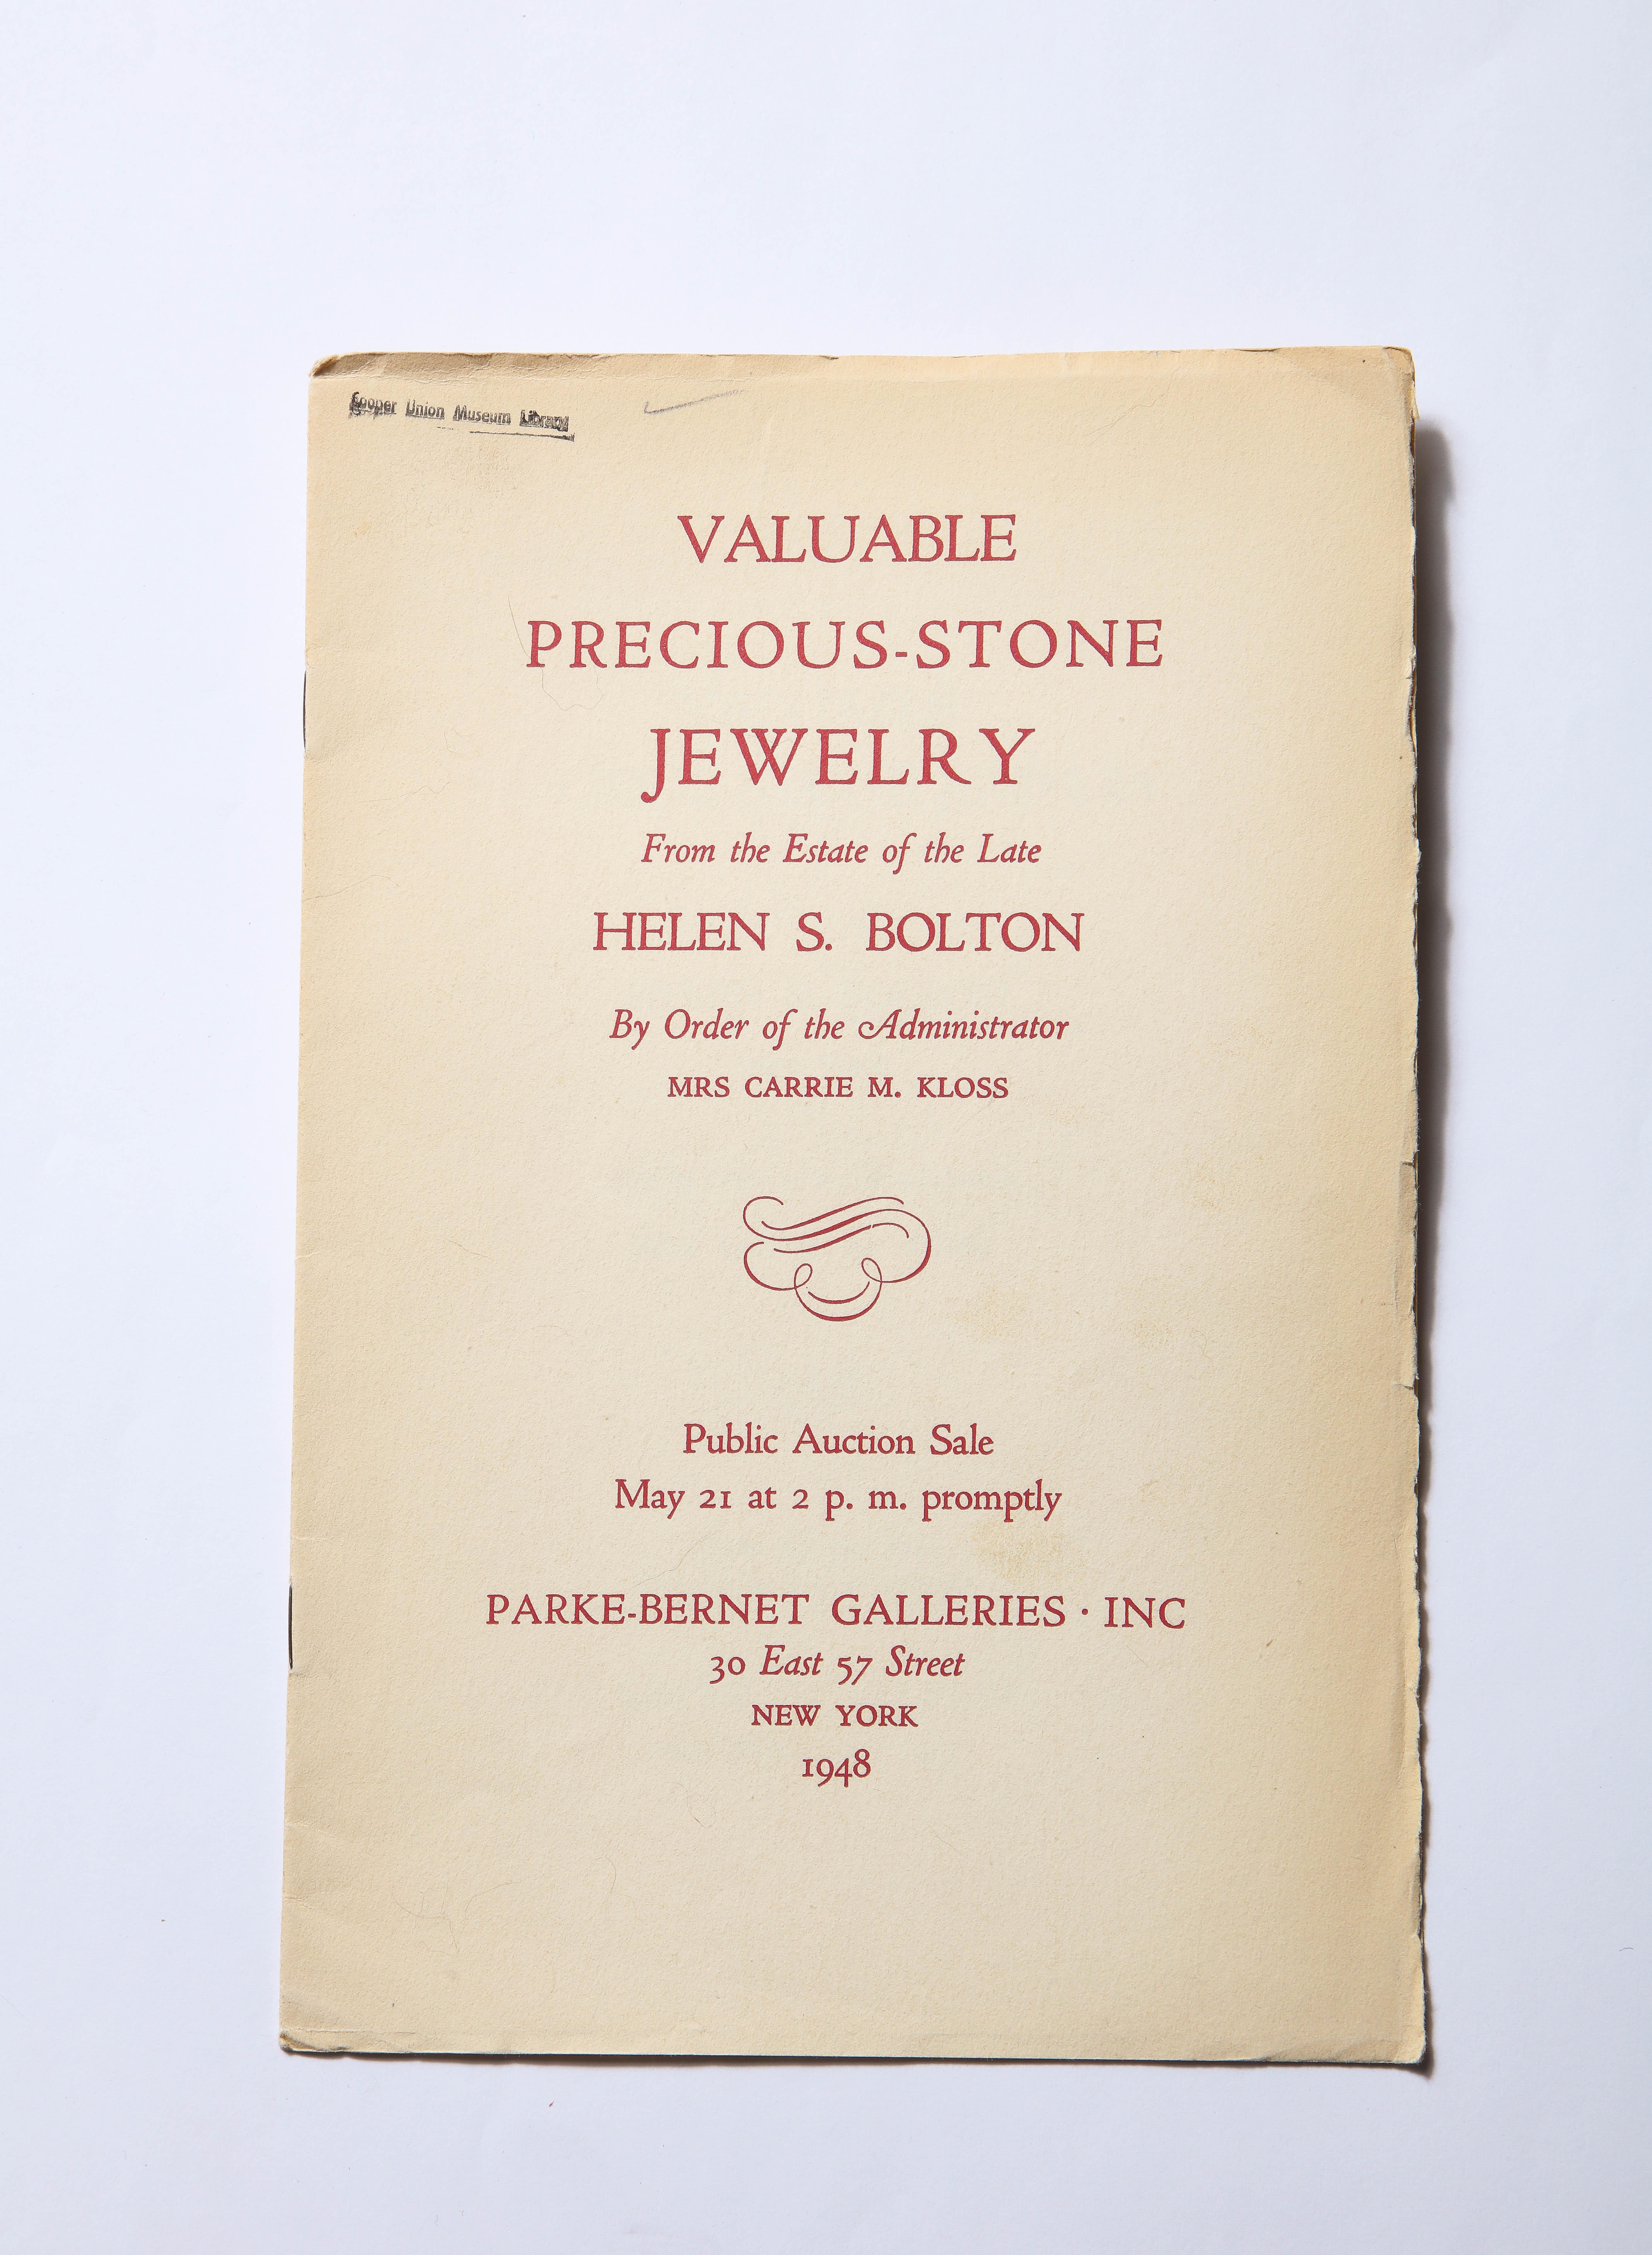 Cooper Union Museum Library
VALUABLE
PRECIOUS-STONE
JEWELRY
From the Estate of the Late
HELEN S. BOLTON
By Order of the Administrator
MRS CARRIE M. KLOSS
Public Auction Sale
May 21 at 2 p. m. promptly
PARKE-BERNET GALLERIES · INC
30 East 57 Street
NEW YORK
1948